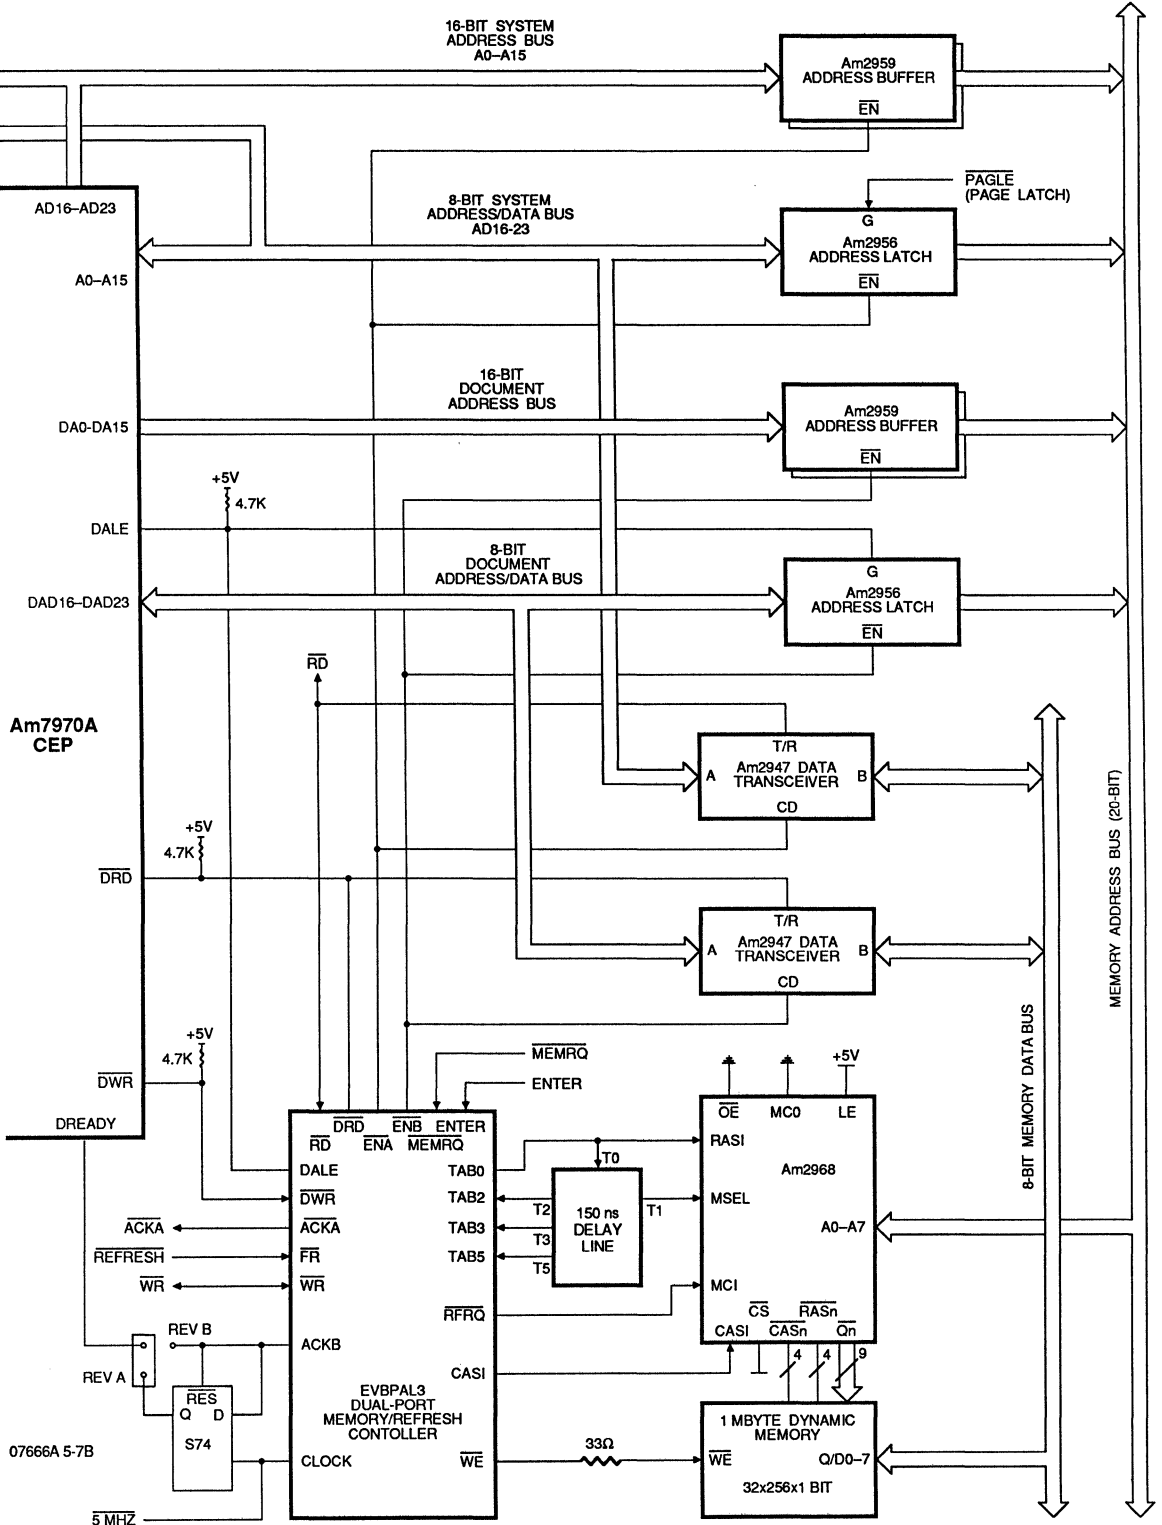 16-BIT SYSTEM
ADDRESS BUS
A0–A15
Am2959
ADDRESS BUFFER
EN
AD16–AD23
8-BIT SYSTEM
ADDRESS/DATA BUS
AD16-23
PAGLE
(PAGE LATCH)
G
Am2956
ADDRESS LATCH
EN
A0–A15
16-BIT
DOCUMENT
ADDRESS BUS
DA0-DA15
Am2959
ADDRESS BUFFER
EN
+5V
4.7K
DALE
8-BIT
DOCUMENT
ADDRESS/DATA BUS
G
Am2956
ADDRESS LATCH
EN
DAD16–DAD23
RD
Am7970A
CEP
T/R
A
Am2947 DATA
TRANSCEIVER
B
CD
+5V
4.7K
DRD
T/R
A
Am2947 DATA
TRANSCEIVER
B
CD
MEMORY ADDRESS BUS (20-BIT)
8-BIT MEMORY DATA BUS
+5V
4.7K
DWR
DREADY
MEMRQ
ENTER
+5V
DRD
ENB
ENTER
RD
ENA
MEMRQ
DALE
DWR
ACKA
ACKA
REFRESH
FR
WR
WR
TAB0
TAB2
TAB3
TAB5
RFRQ
T0
T2
T3
T5
T1
150 ns
DELAY
LINE
OE
MC0
LE
RASI
Am2968
MSEL
A0–A7
MCI
CS
RASn
CASI
CASn
Qn
4
4
9
REV B
REV A
ACKB
CASI
RES
Q
D
S74
EVBPAL3
DUAL-PORT
MEMORY/REFRESH
CONTOLLER
CLOCK
WE
33Ω
1 MBYTE DYNAMIC
MEMORY
WE
Q/D0–7
32x256x1 BIT
07666A 5-7B
5 MHZ